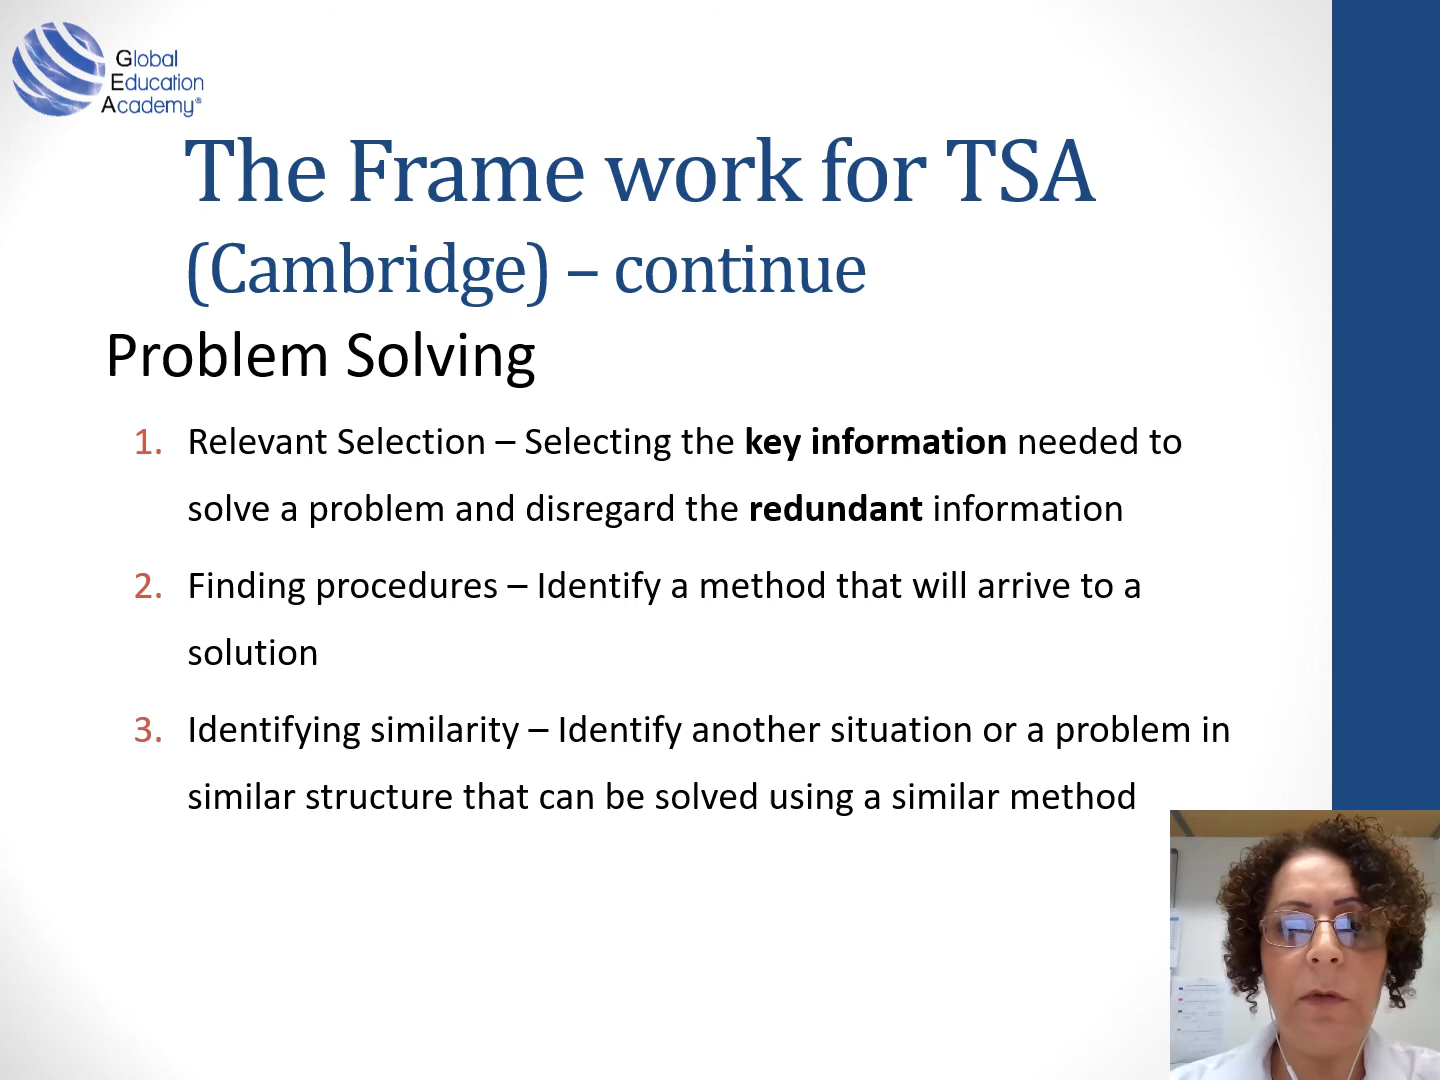 Global
Education
Academy®
The Frame work for TSA
(Cambridge) – continue
Problem Solving
1. Relevant Selection – Selecting the key information needed to
solve a problem and disregard the redundant information
2. Finding procedures – Identify a method that will arrive to a
solution
3. Identifying similarity – Identify another situation or a problem in
similar structure that can be solved using a similar method